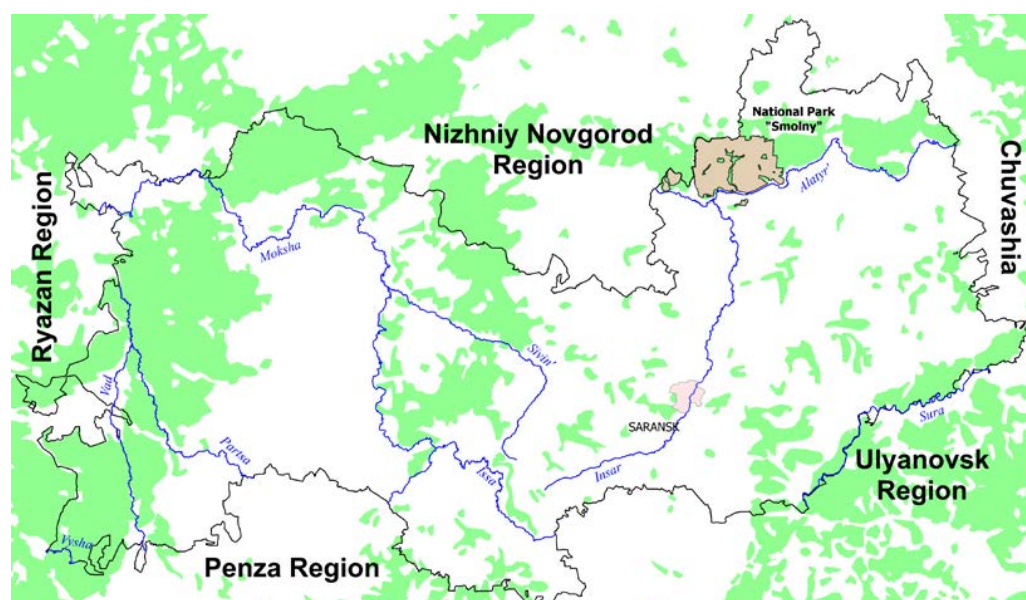 National Park
"Smolny"
Nizhniy Novgorod
Region
Chuvashia
Alatyr'
Ryazan Region
Moksha
Sivin'
Vad
SARANSK
Sura
Partsa
Issa
Insar
Ulyanovsk
Region
Vysha
Penza Region